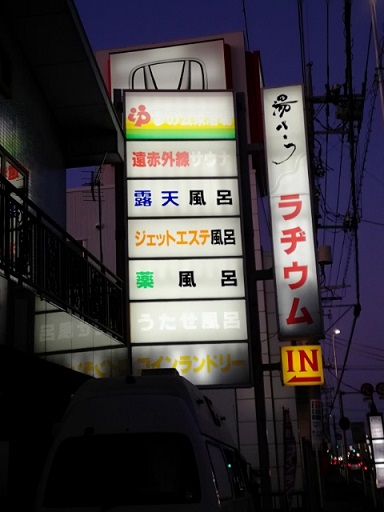 遠赤外線サウナ
露天風呂
ジェットエステ風呂
薬風呂
うたせ風呂
コインランドリー
ラヂウム
IN